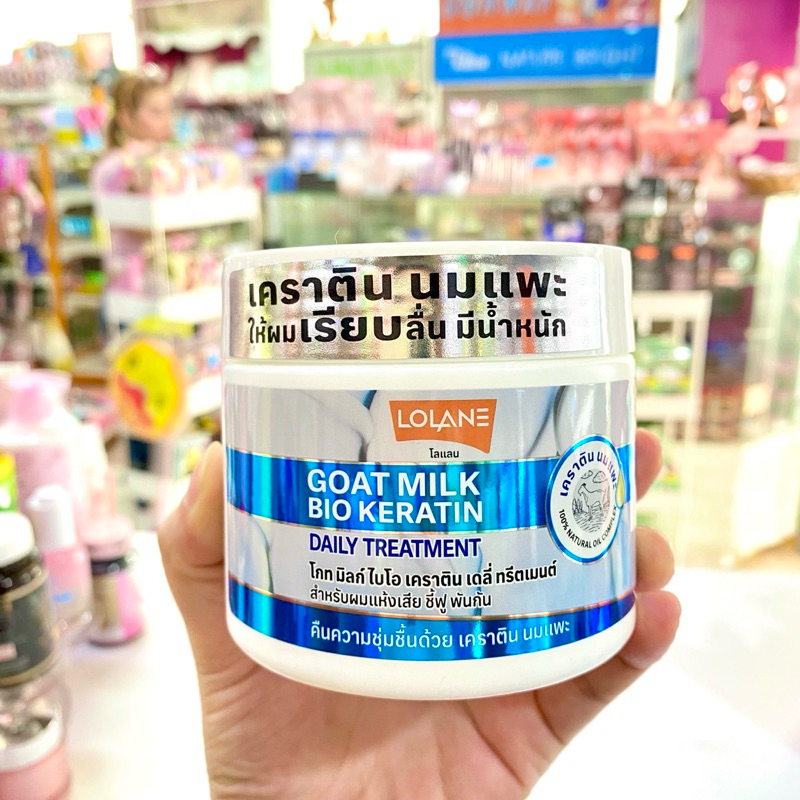 เคราติน นมแพะ
ให้ผมเรียบลื่น มีน้ำหนัก
LOLANE
โลแลน
GOAT MILK
BIO KERATIN
DAILY TREATMENT
โกท มิลก์ ไบโอ เคราติน เดลี่ ทรีตเมนต์
สำหรับผมแห้งเสีย ชี้ฟู พันกัน
คืนความชุ่มชื้นด้วย เคราติน นมแพะ
เคราติน นมแพะ
100% NATURAL OIL COMPLEX